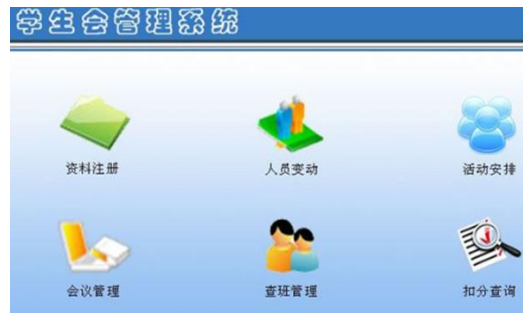 学生会管理系统
资料注册 人员变动 活动安排
会议管理 查班管理 扣分查询